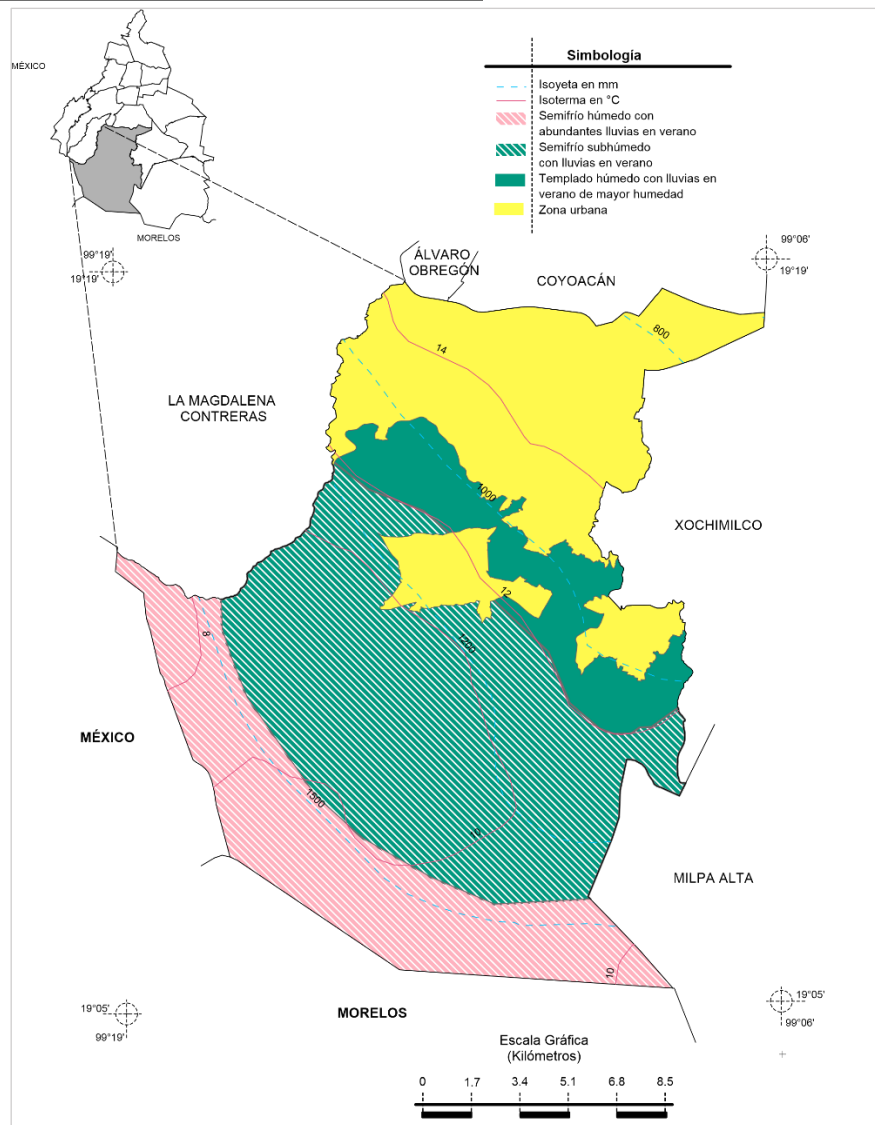 MÉXICO
MORELOS
Simbología
Isoyeta en mm
Isoterma en °C
Semifrío húmedo con
abundantes lluvias en verano
Semifrío subhúmedo
con lluvias en verano
Templado húmedo con lluvias en
verano de mayor humedad
Zona urbana
99°19'
19°19'
99°06'
19°19'
ÁLVARO
OBREGÓN
COYOACÁN
800
14
LA MAGDALENA
CONTRERAS
1000
XOCHIMILCO
12
8
1200
MÉXICO
1500
10
MILPA ALTA
10
19°05'
99°19'
MORELOS
19°05'
99°06'
Escala Gráfica
(Kilómetros)
0 1.7 3.4 5.1 6.8 8.5